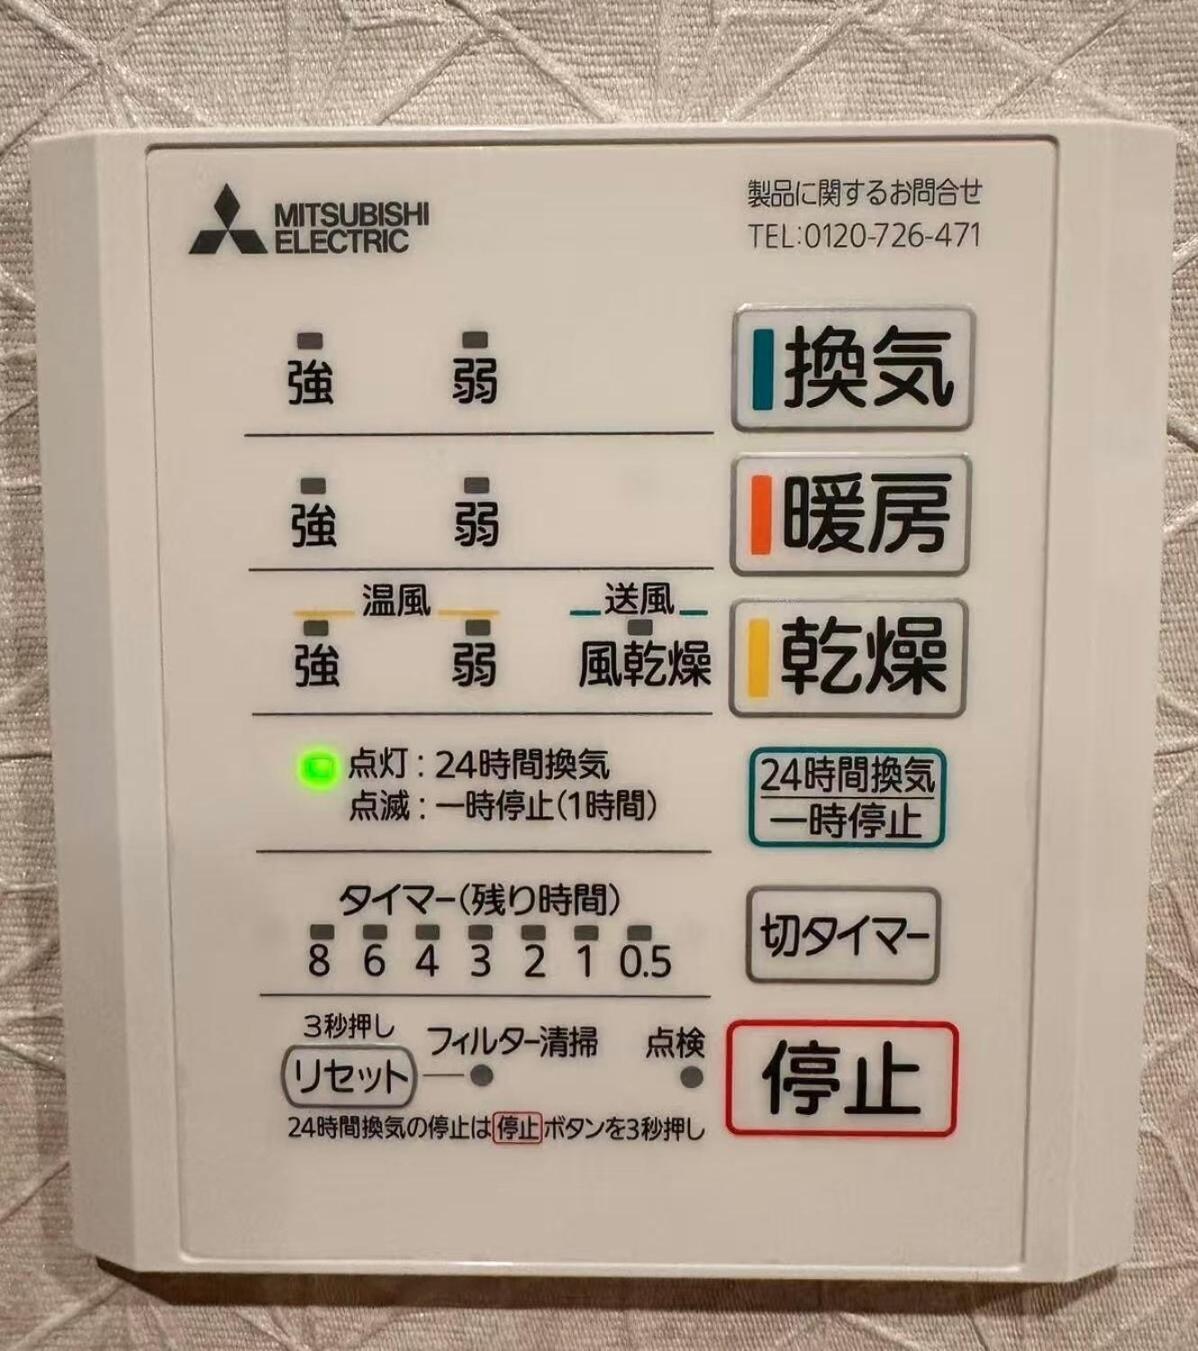 MITSUBISHI
ELECTRIC
製品に関するお問合せ
TEL:0120-726-471
強 弱 換気
強 弱 暖房
温風 送風
強 弱 風乾燥 乾燥
点灯：24時間換気
点滅：一時停止(1時間)
24時間換気
一時停止
タイマー(残り時間)
8 6 4 3 2 1 0.5
切タイマー
3秒押し
リセット フィルター清掃 点検
停止
24時間換気の停止は停止ボタンを3秒押し